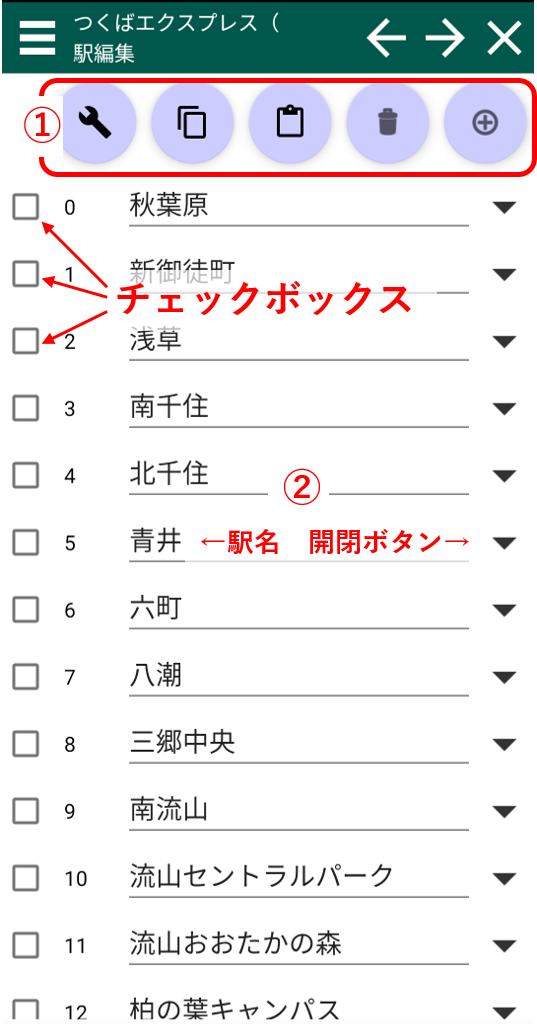 つくばエクスプレス（
駅編集
①
0 秋葉原
1 新御徒町
チェックボックス
2 浅草
3 南千住
4 北千住
②
5 青井 ←駅名　開閉ボタン→
6 六町
7 八潮
8 三郷中央
9 南流山
10 流山セントラルパーク
11 流山おおたかの森
12 柏の葉キャンパス